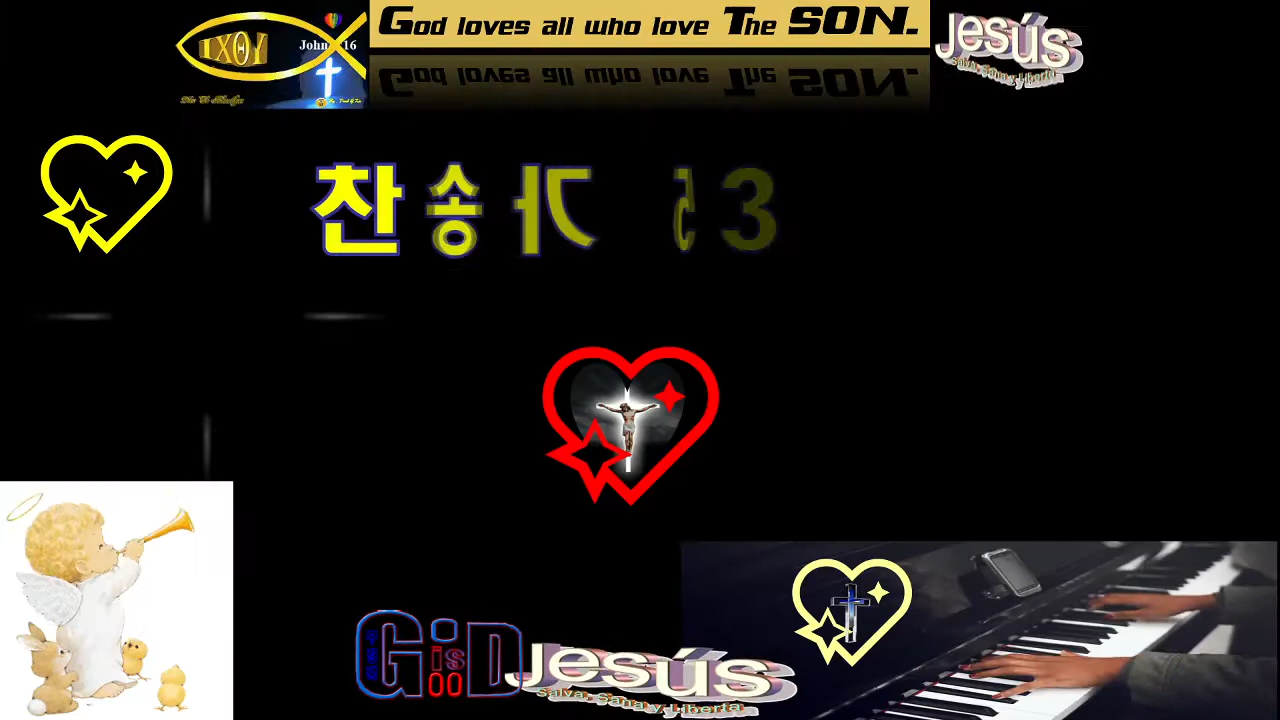 God loves all who love The SON.
ΙΧΘΥ
John 16
Jesús
Salva, Sana y Liberta
찬송가 53
God
is
Jesús
Salva, Sana y Liberta